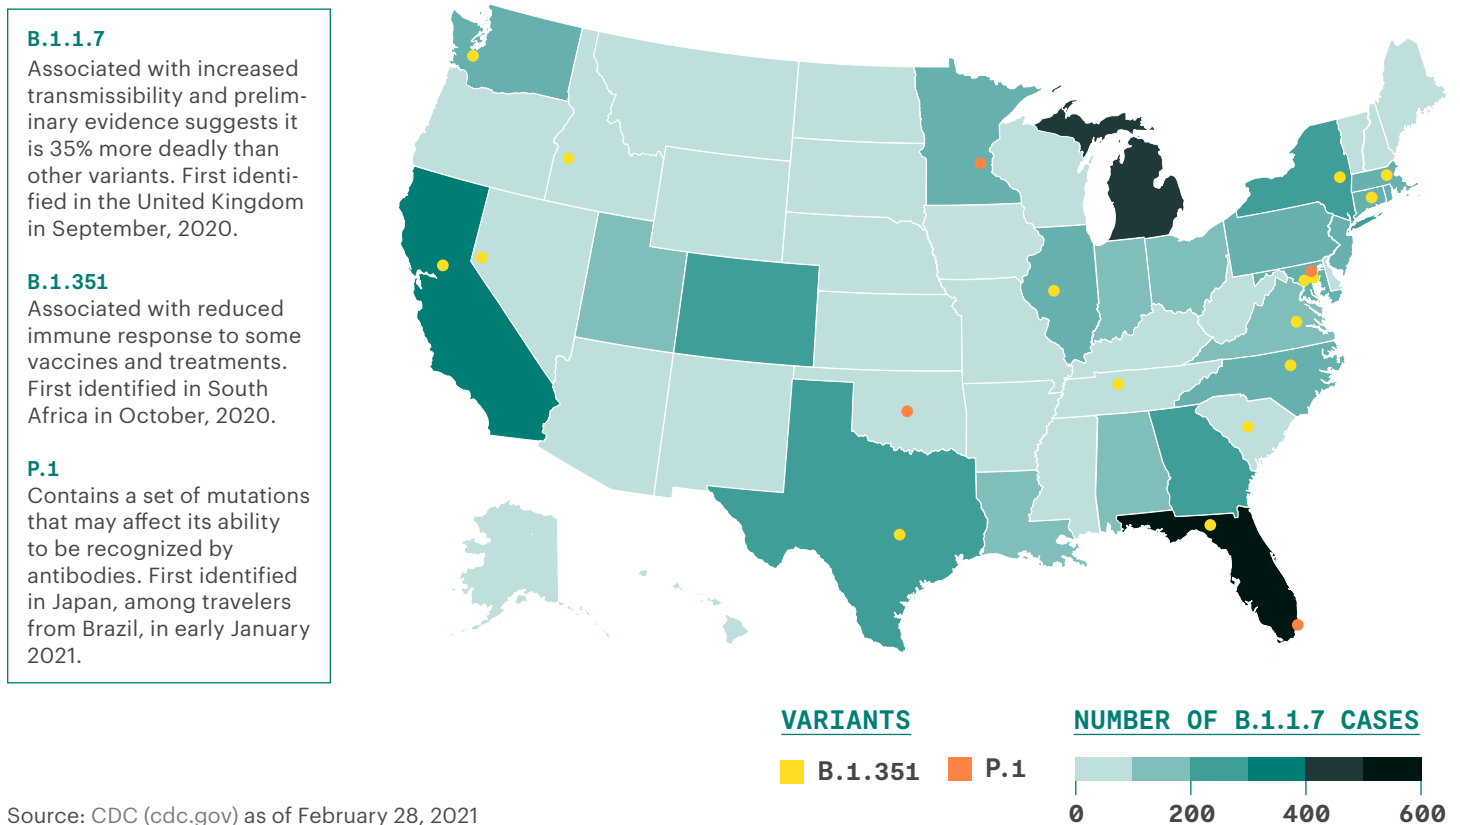 B.1.1.7
Associated with increased
transmissibility and prelim-
inary evidence suggests it
is 35% more deadly than
other variants. First identi-
fied in the United Kingdom
in September, 2020.
B.1.351
Associated with reduced
immune response to some
vaccines and treatments.
First identified in South
Africa in October, 2020.
P.1
Contains a set of mutations
that may affect its ability
to be recognized by
antibodies. First identified
in Japan, among travelers
from Brazil, in early January
2021.
VARIANTS
B.1.351
P.1
NUMBER OF B.1.1.7 CASES
0 200 400 600
Source: CDC (cdc.gov) as of February 28, 2021